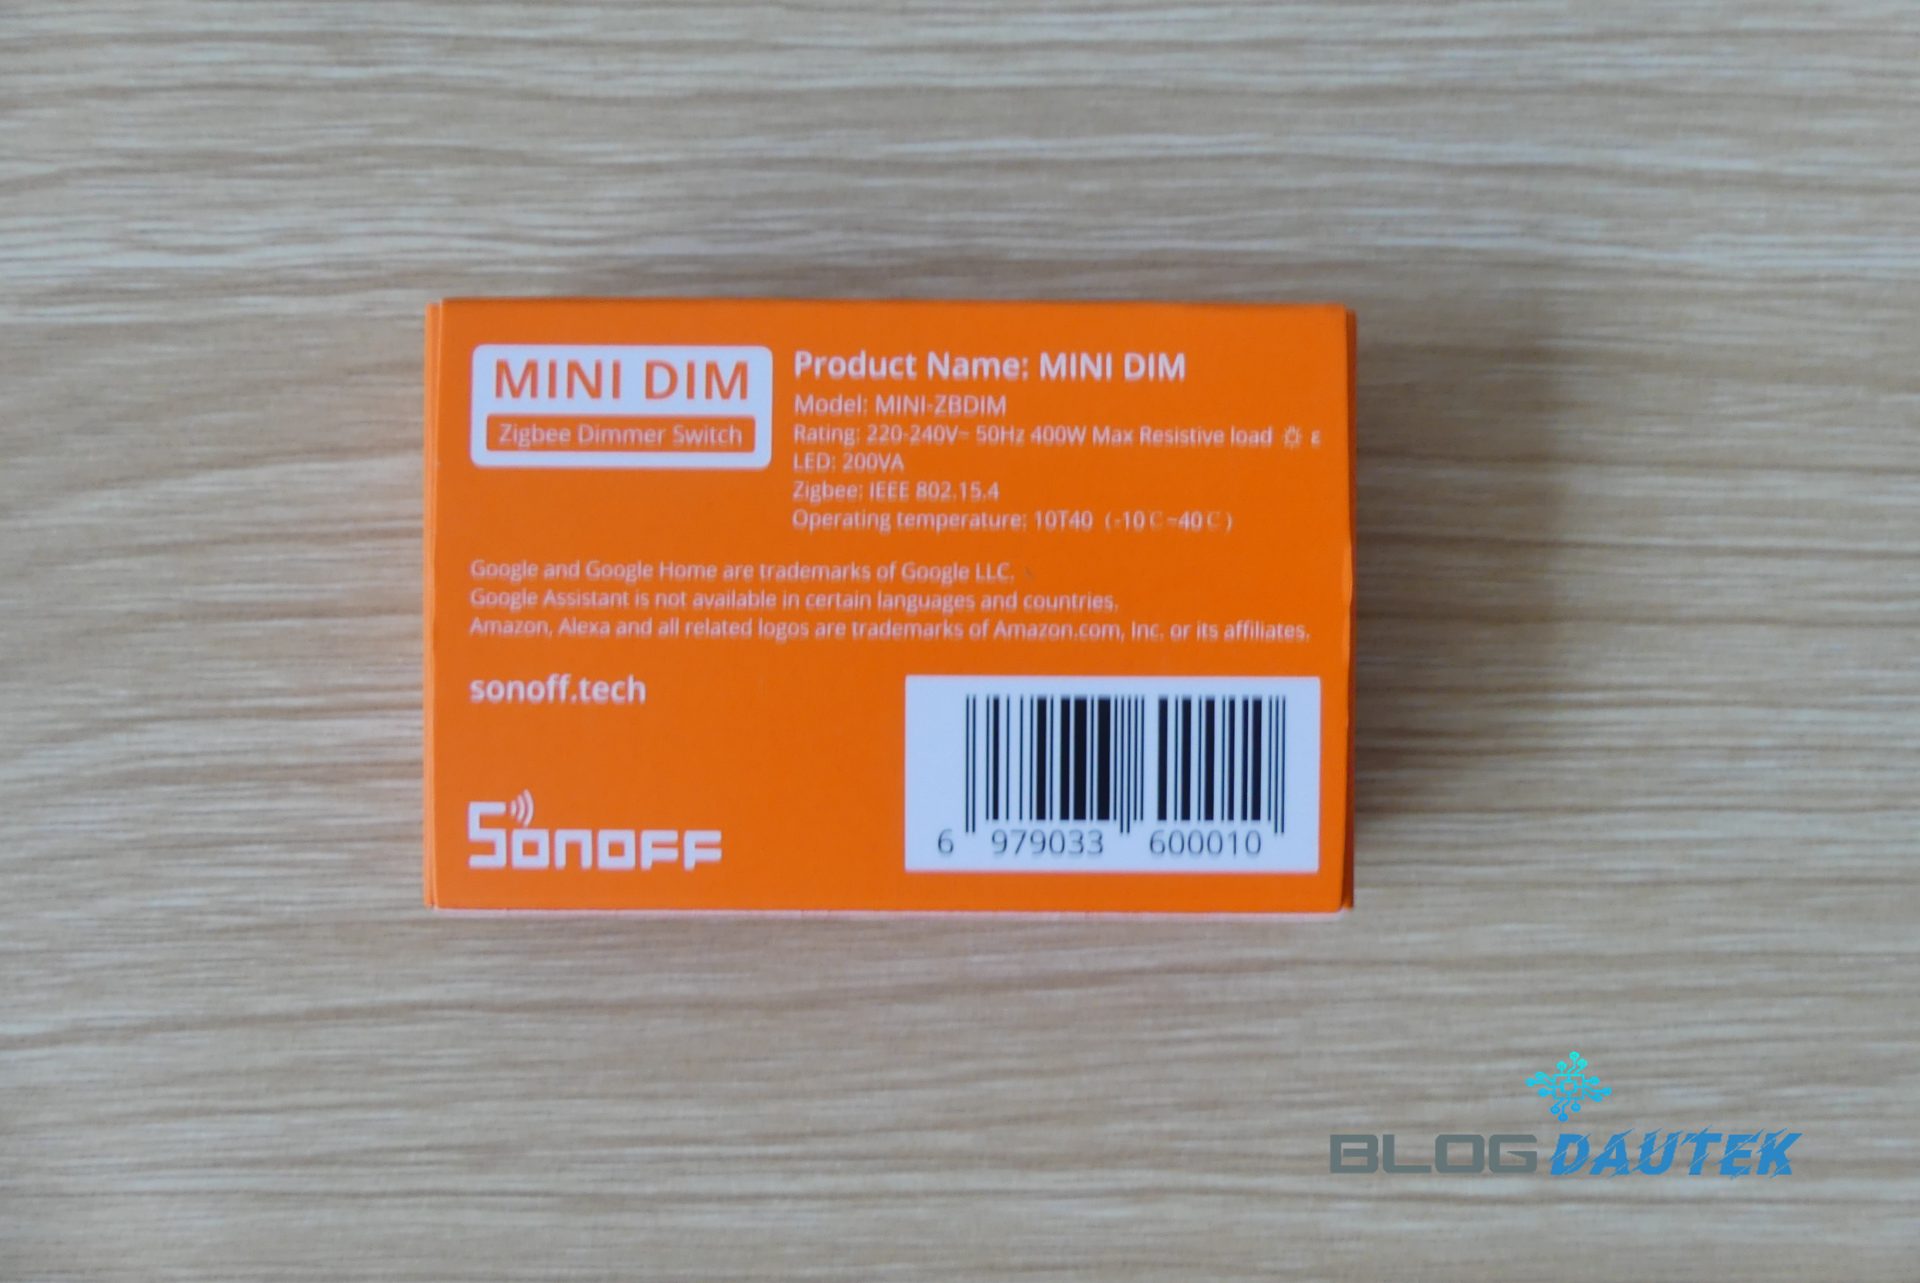 MINI DIM
Zigbee Dimmer Switch
Product Name: MINI DIM
Model: MINI-ZBDIM
Rating: 220-240V~ 50Hz 400W Max Resistive load
LED: 200VA
Zigbee: IEEE 802.15.4
Operating temperature: 10T40（-10℃~40℃）
Google and Google Home are trademarks of Google LLC.
Google Assistant is not available in certain languages and countries.
Amazon, Alexa and all related logos are trademarks of Amazon.com, Inc. or its affiliates.
sonoff.tech
SONOFF
6 979033 600010
BLOG DAUTEK